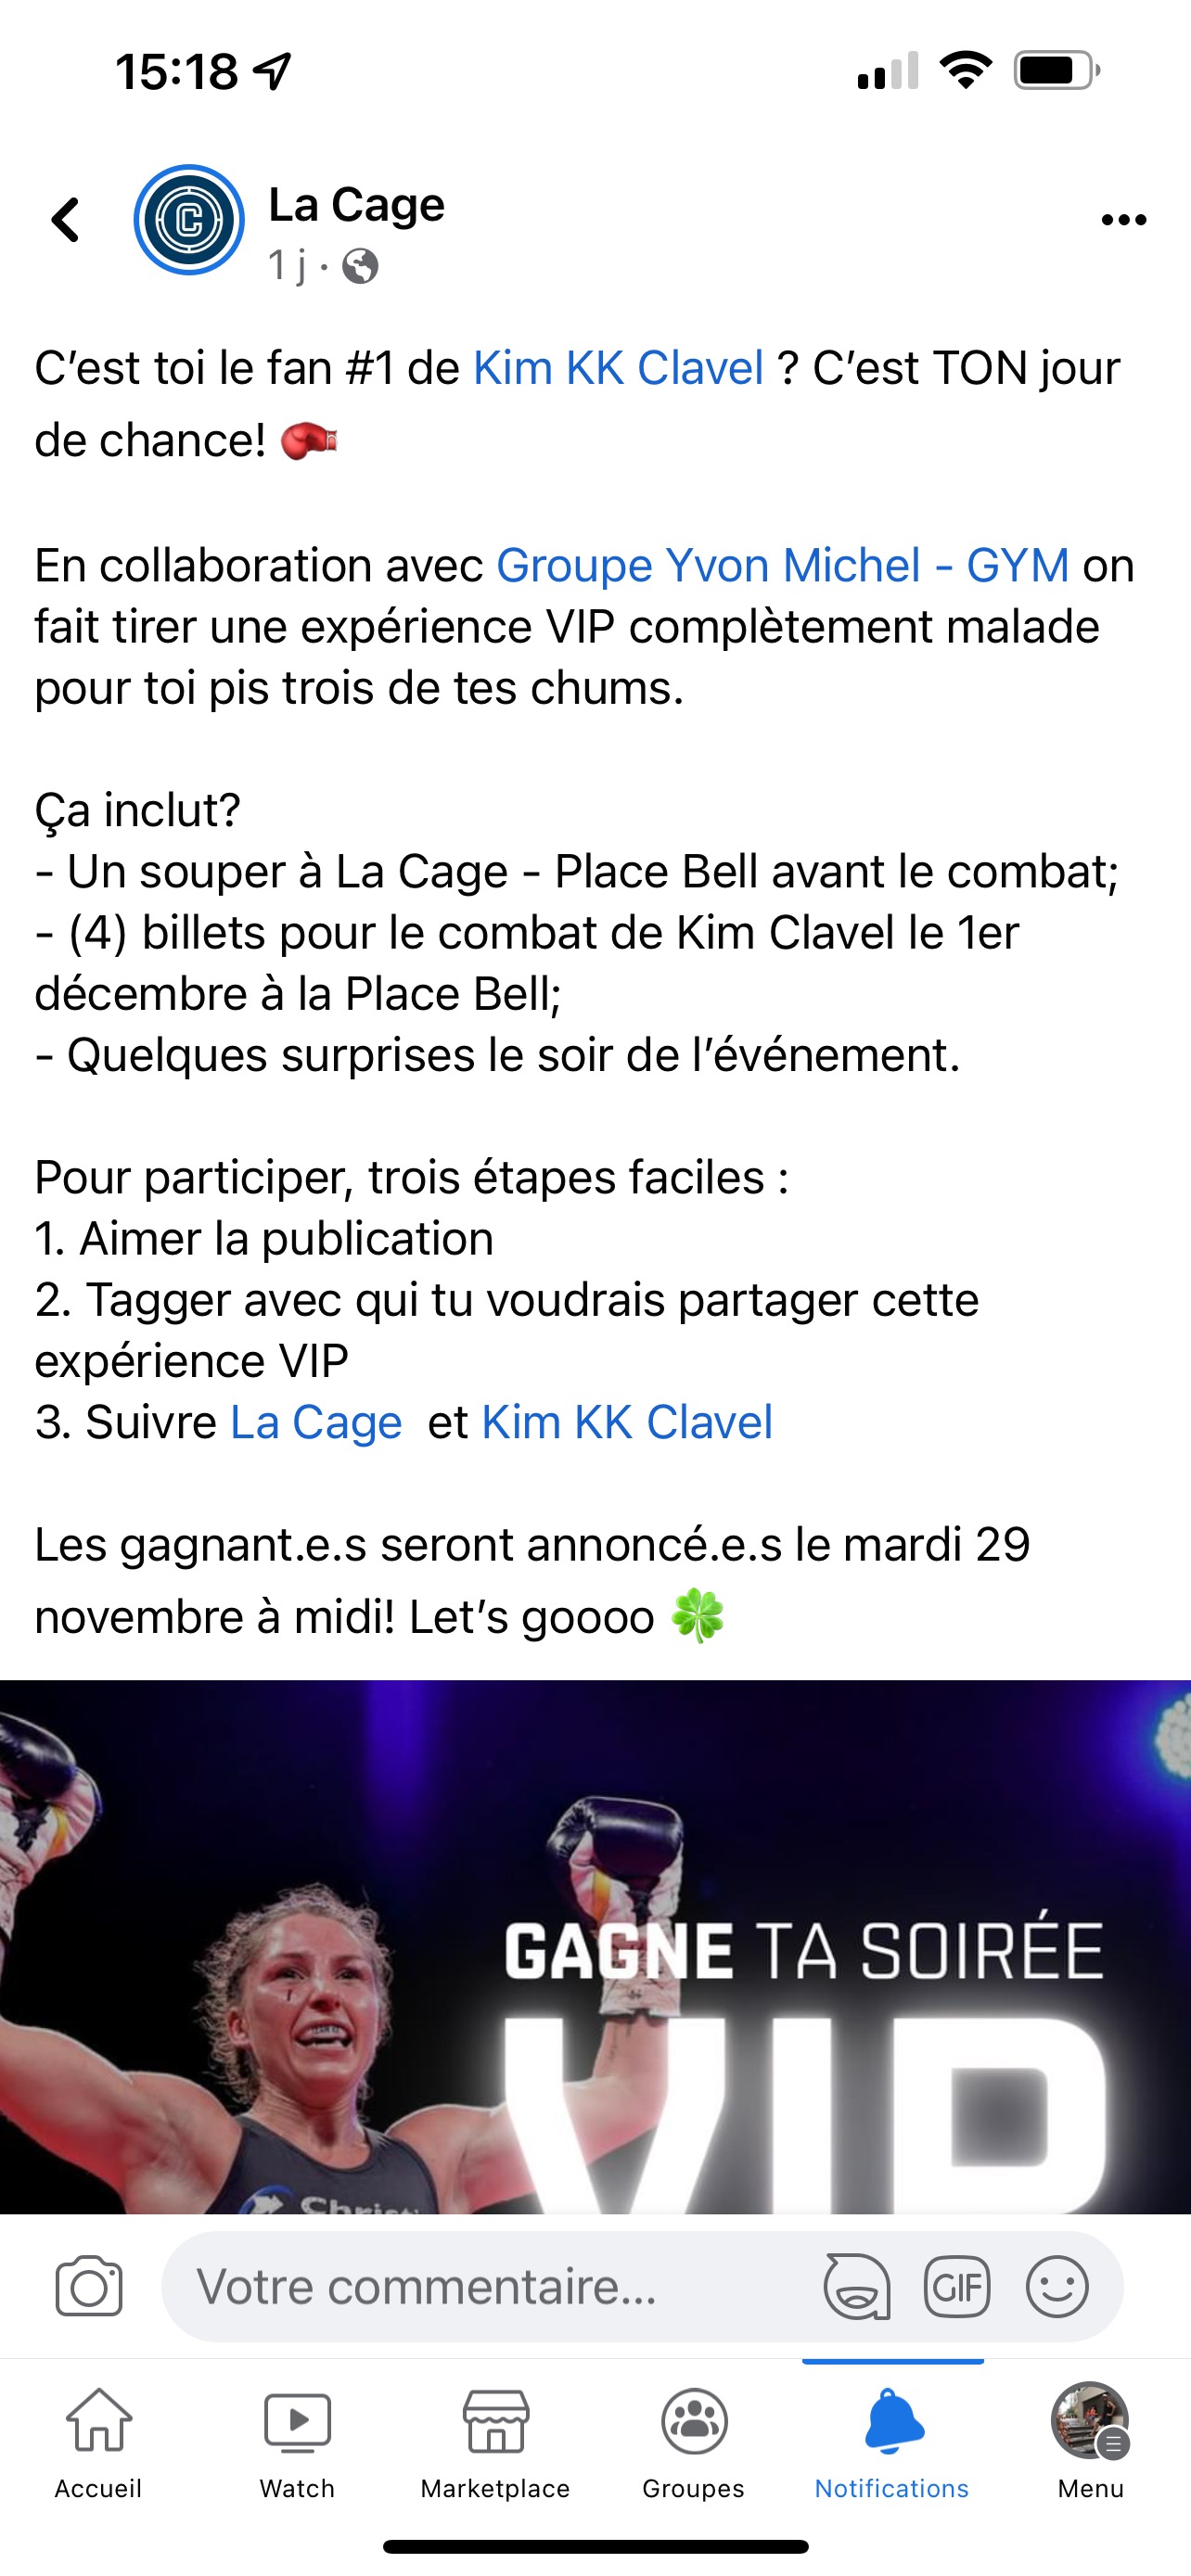 15:18
La Cage
1 j ·
C’est toi le fan #1 de Kim KK Clavel ? C’est TON jour
de chance! 🥊
En collaboration avec Groupe Yvon Michel - GYM on
fait tirer une expérience VIP complètement malade
pour toi pis trois de tes chums.
Ça inclut?
- Un souper à La Cage - Place Bell avant le combat;
- (4) billets pour le combat de Kim Clavel le 1er
décembre à la Place Bell;
- Quelques surprises le soir de l’événement.
Pour participer, trois étapes faciles :
1. Aimer la publication
2. Tagger avec qui tu voudrais partager cette
expérience VIP
3. Suivre La Cage  et Kim KK Clavel
Les gagnant.e.s seront annoncé.e.s le mardi 29
novembre à midi! Let’s goooo 🍀
GAGNE TA SOIRÉE
VIP
Votre commentaire...
GIF
Accueil Watch Marketplace Groupes Notifications Menu